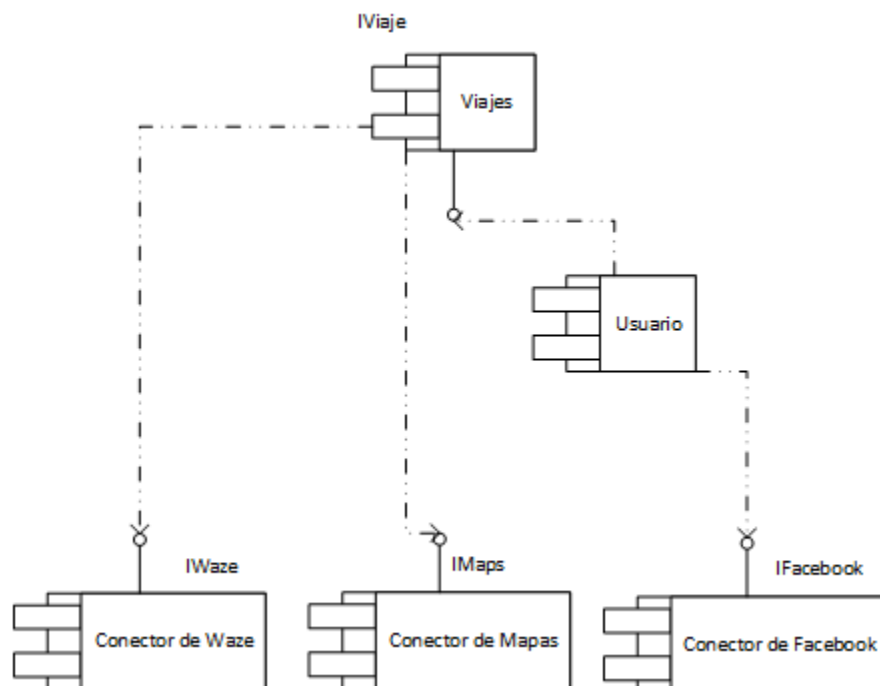 IViaje
Viajes
Usuario
IWaze
IMaps
IFacebook
Conector de Waze
Conector de Mapas
Conector de Facebook